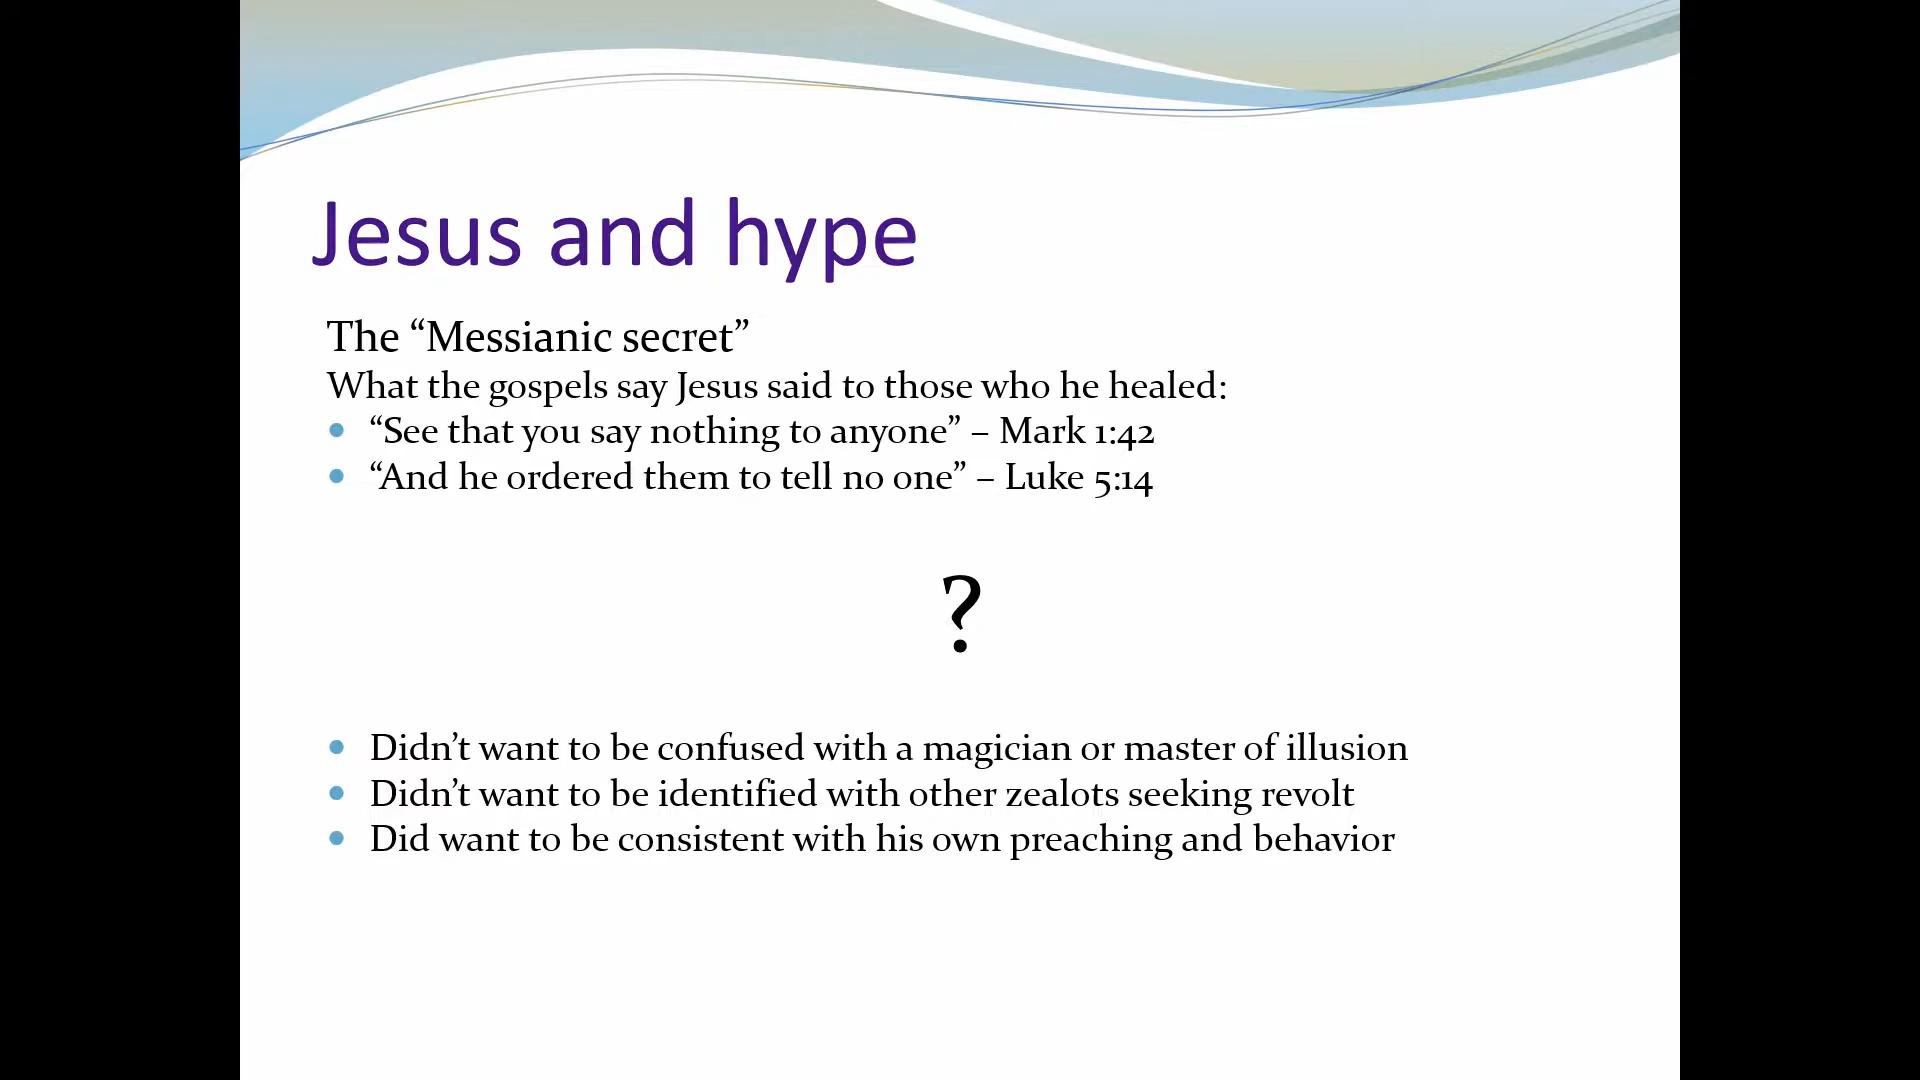 Jesus and hype
The “Messianic secret”
What the gospels say Jesus said to those who he healed:
• “See that you say nothing to anyone” – Mark 1:42
• “And he ordered them to tell no one” – Luke 5:14
?
• Didn’t want to be confused with a magician or master of illusion
• Didn’t want to be identified with other zealots seeking revolt
• Did want to be consistent with his own preaching and behavior